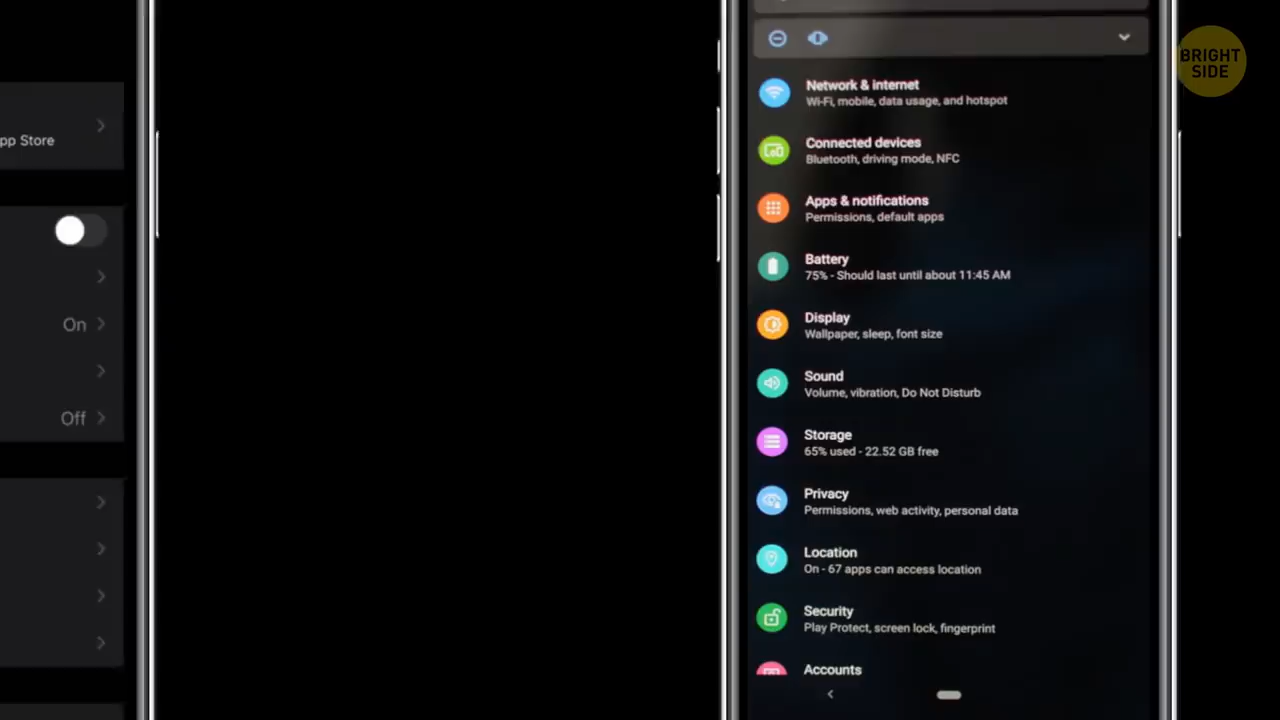 pp Store
On
Off
Network & internet
Wi-Fi, mobile, data usage, and hotspot
Connected devices
Bluetooth, driving mode, NFC
Apps & notifications
Permissions, default apps
Battery
75% - Should last until about 11:45 AM
Display
Wallpaper, sleep, font size
Sound
Volume, vibration, Do Not Disturb
Storage
65% used - 22.52 GB free
Privacy
Permissions, web activity, personal data
Location
On - 67 apps can access location
Security
Play Protect, screen lock, fingerprint
Accounts
BRIGHT
SIDE